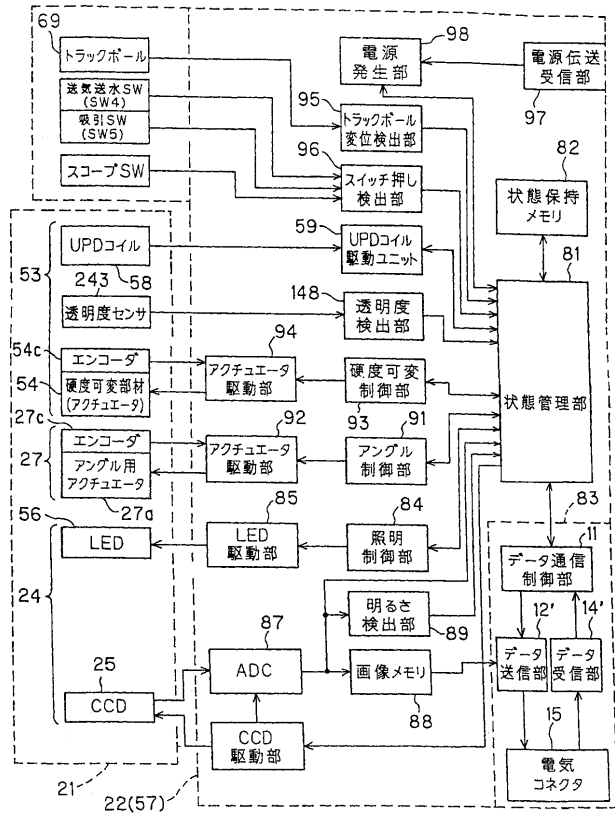 69
トラックボール
送気送水SW
(SW4)
吸引SW
(SW5)
スコープSW
98
電源
発生部
電源伝送
受信部
97
95
トラックボール
変位検出部
96
スイッチ押し
検出部
82
状態保持
メモリ
53
UPDコイル
58
59
UPDコイル
駆動ユニット
81
状態管理部
243
透明度センサ
148
透明度
検出部
54c
エンコーダ
54
硬度可変部材
(アクチュエータ)
94
アクチュエータ
駆動部
硬度可変
制御部
93
27c
エンコーダ
27
アングル用
アクチュエータ
27a
92
アクチュエータ
駆動部
91
アングル
制御部
56
LED
85
LED
駆動部
84
照明
制御部
83
11
データ通信
制御部
24
明るさ
検出部
89
12'
データ
送信部
14'
データ
受信部
87
ADC
画像メモリ
88
25
CCD
CCD
駆動部
15
電気
コネクタ
21
22(57)